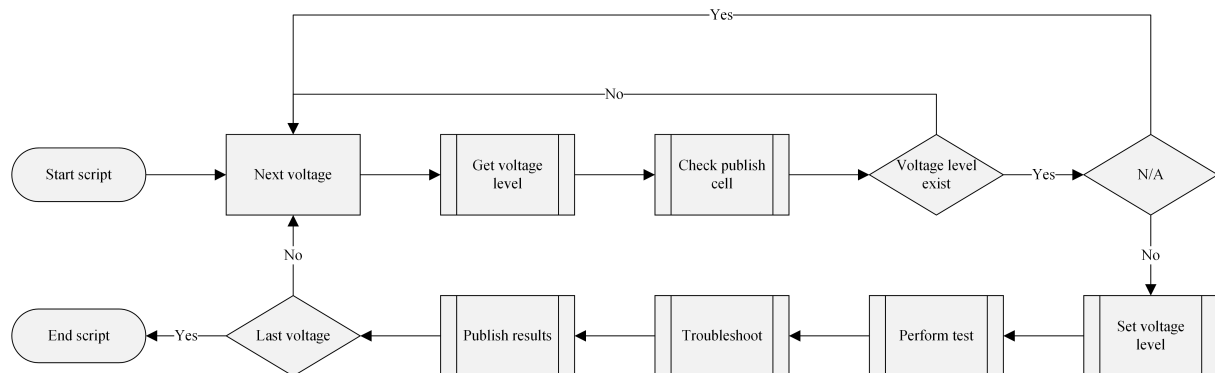 Yes
No
Start script
Next voltage
Get voltage
level
Check publish
cell
Voltage level
exist
Yes
N/A
No
No
End script
Yes
Last voltage
Publish results
Troubleshoot
Perform test
Set voltage
level